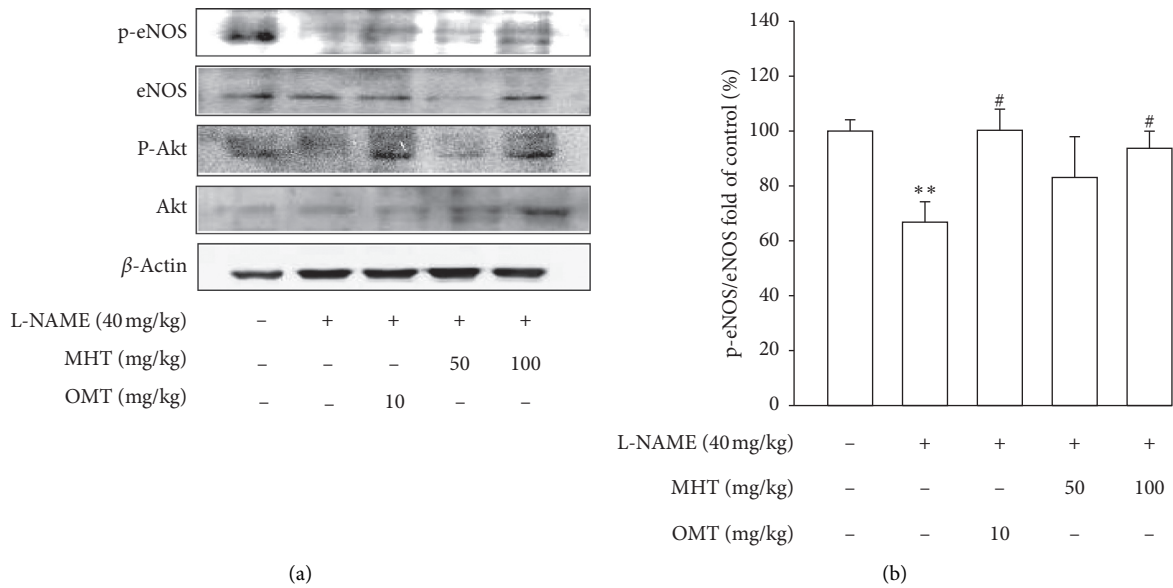 p-eNOS
eNOS
P-Akt
Akt
β-Actin
L-NAME (40 mg/kg) – + + + +
MHT (mg/kg) – – – 50 100
OMT (mg/kg) – – 10 – –
(a)
p-eNOS/eNOS fold of control (%)
140
120
100
80
60
40
20
0
**
#
#
L-NAME (40 mg/kg) – + + + +
MHT (mg/kg) – – – 50 100
OMT (mg/kg) – – 10 – –
(b)